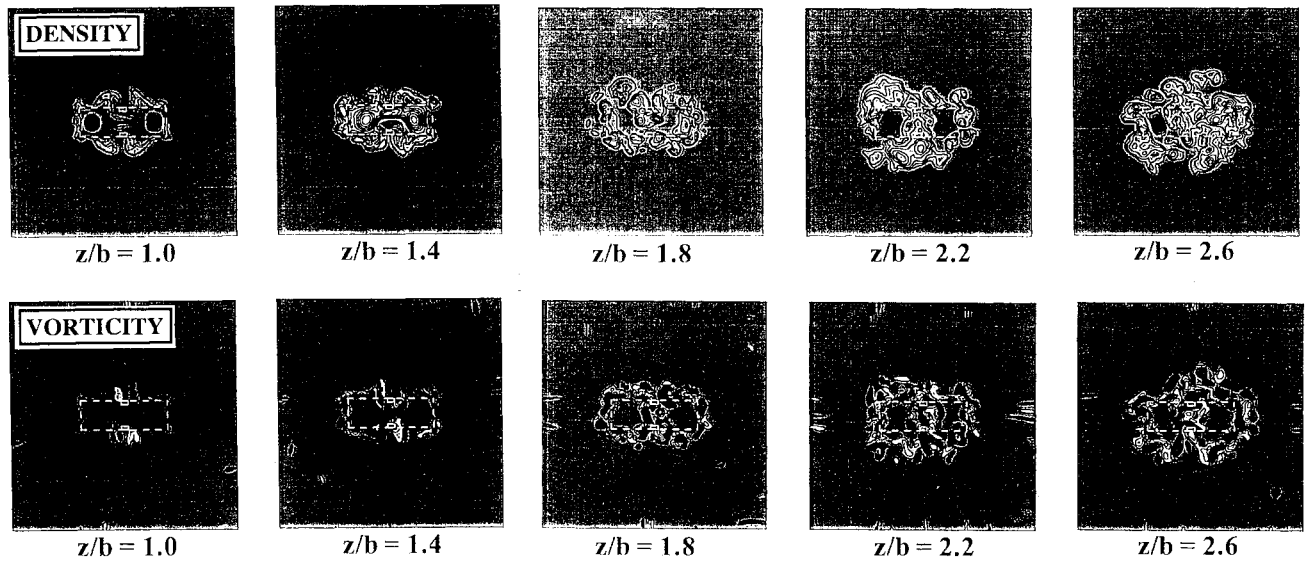 DENSITY
z/b = 1.0 z/b = 1.4 z/b = 1.8 z/b = 2.2 z/b = 2.6
VORTICITY
z/b = 1.0 z/b = 1.4 z/b = 1.8 z/b = 2.2 z/b = 2.6